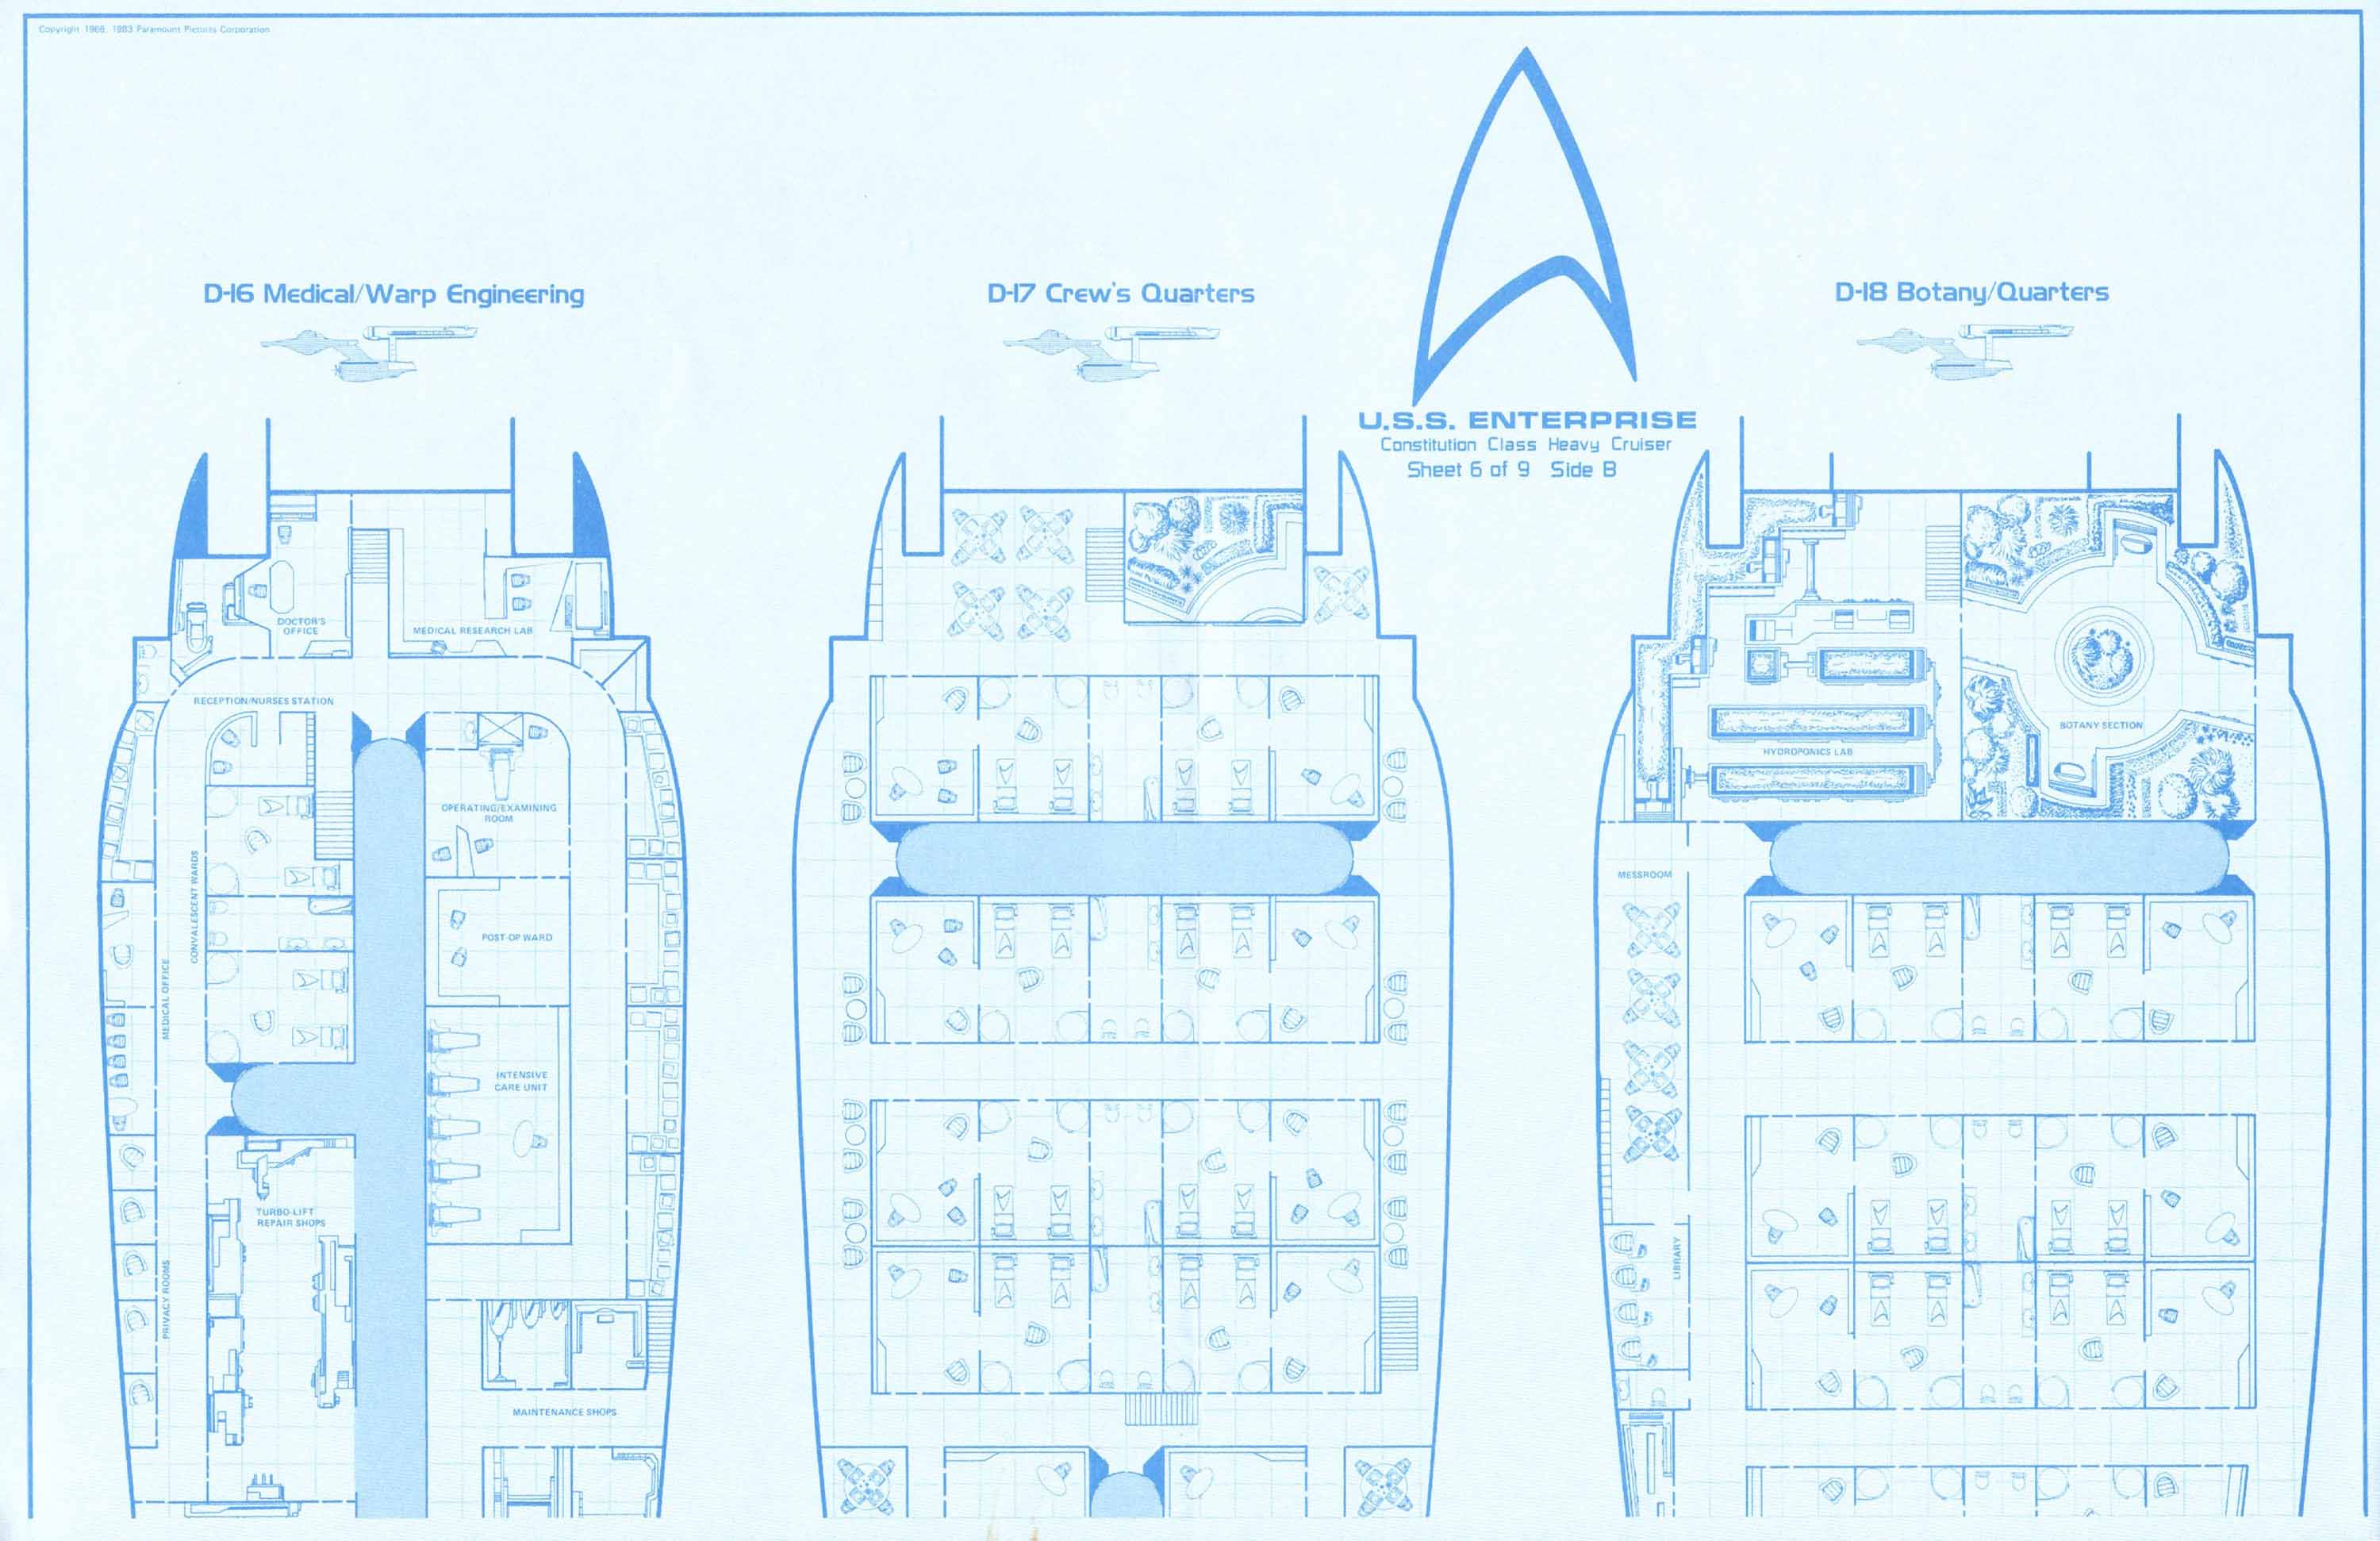 Copyright 1966, 1983 Paramount Pictures Corporation
D-16 Medical/Warp Engineering
D-17 Crew's Quarters
D-18 Botany/Quarters
U.S.S. ENTERPRISE
Constitution Class Heavy Cruiser
Sheet 6 of 9 Side B
DOCTOR'S
OFFICE
MEDICAL RESEARCH LAB
RECEPTION/NURSES STATION
OPERATING/EXAMINING
ROOM
CONVALESCENT WARDS
POST-OP WARD
MEDICAL OFFICE
INTENSIVE
CARE UNIT
TURBO-LIFT
REPAIR SHOPS
PRIVACY ROOMS
MAINTENANCE SHOPS
BOTANY SECTION
HYDROPONICS LAB
MESSROOM
LIBRARY